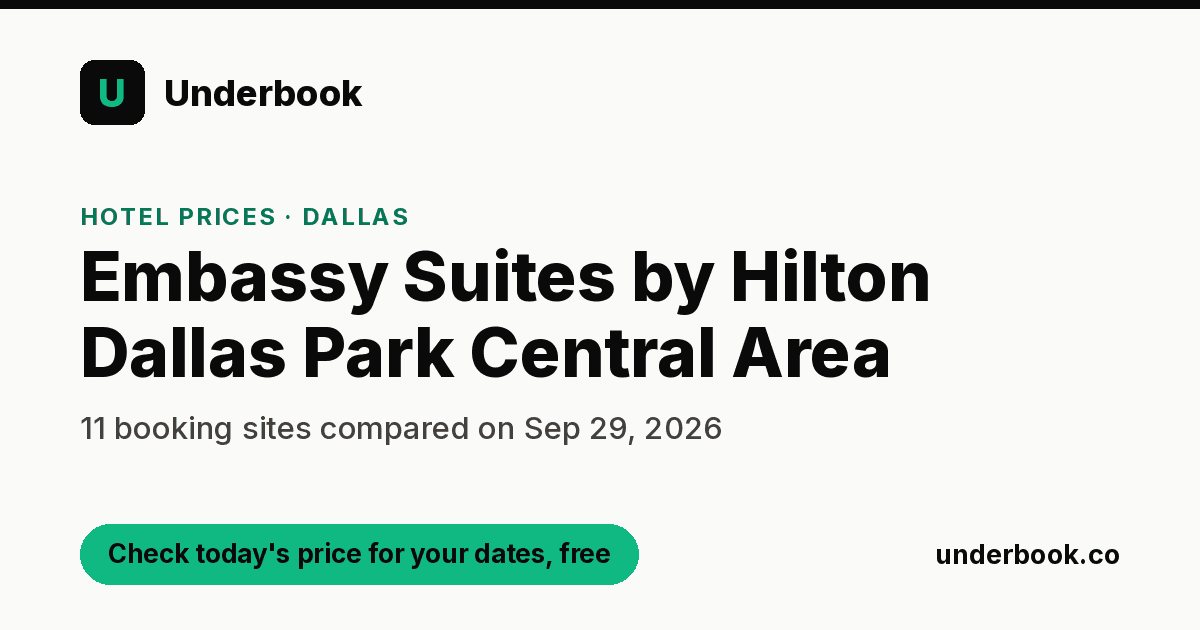 U Underbook
HOTEL PRICES · DALLAS
Embassy Suites by Hilton
Dallas Park Central Area
11 booking sites compared on Sep 29, 2026
Check today's price for your dates, free
underbook.co